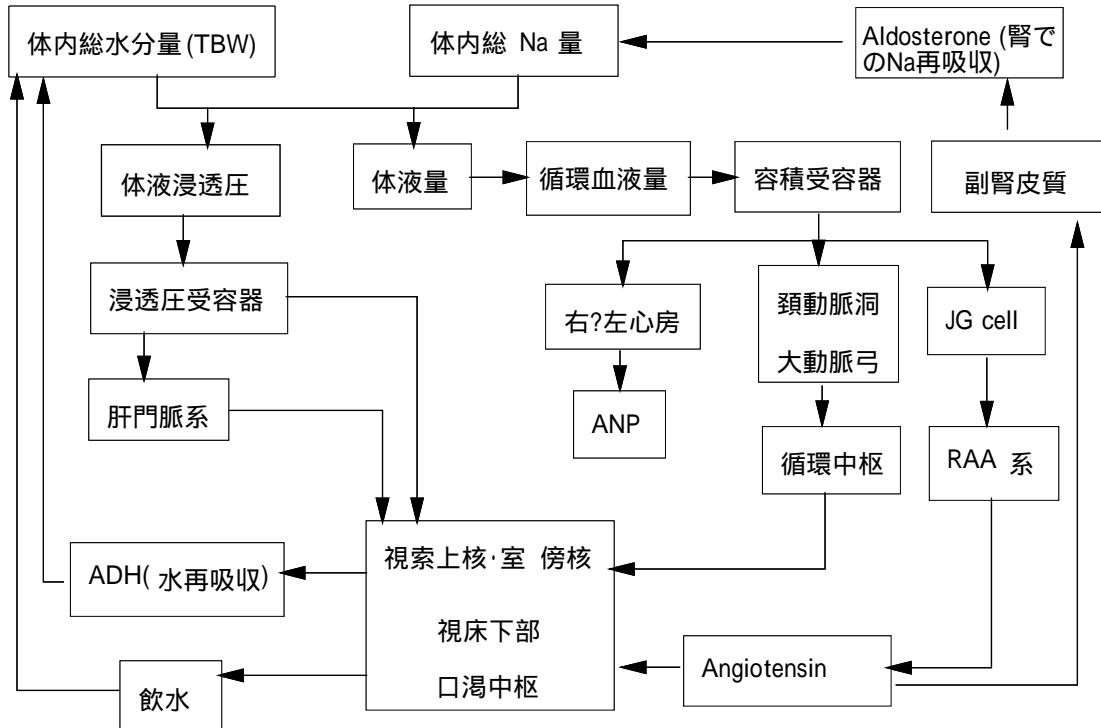 体内総水分量(TBW)
体内総 Na 量
Aldosterone (腎で
のNa再吸収)
体液浸透圧
体液量
循環血液量
容積受容器
副腎皮質
浸透圧受容器
右?左心房
頚動脈洞
大動脈弓
JG cell
肝門脈系
ANP
循環中枢
RAA 系
視索上核·室 傍核
視床下部
口渇中枢
ADH( 水再吸収)
Angiotensin
飲水